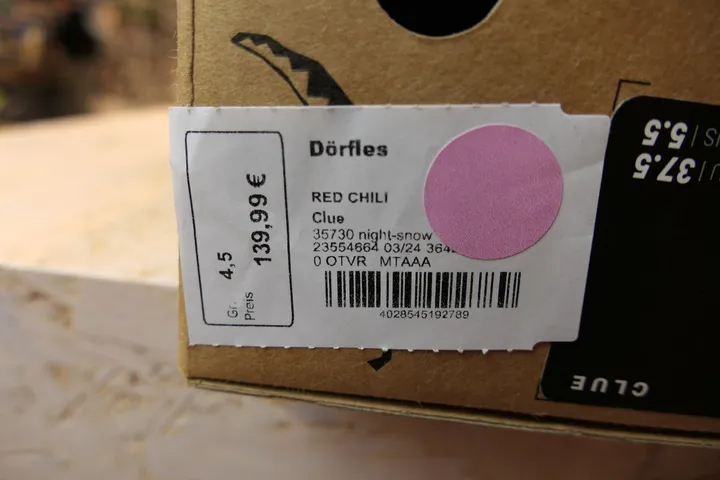 Dörfles
RED CHILI
Clue
35730 night-snow
23554664 03/24
0 OTVR MTAAA
4028545192789
Gr. 4,5
Preis 139,99 €
5.5
37.5
CLUE